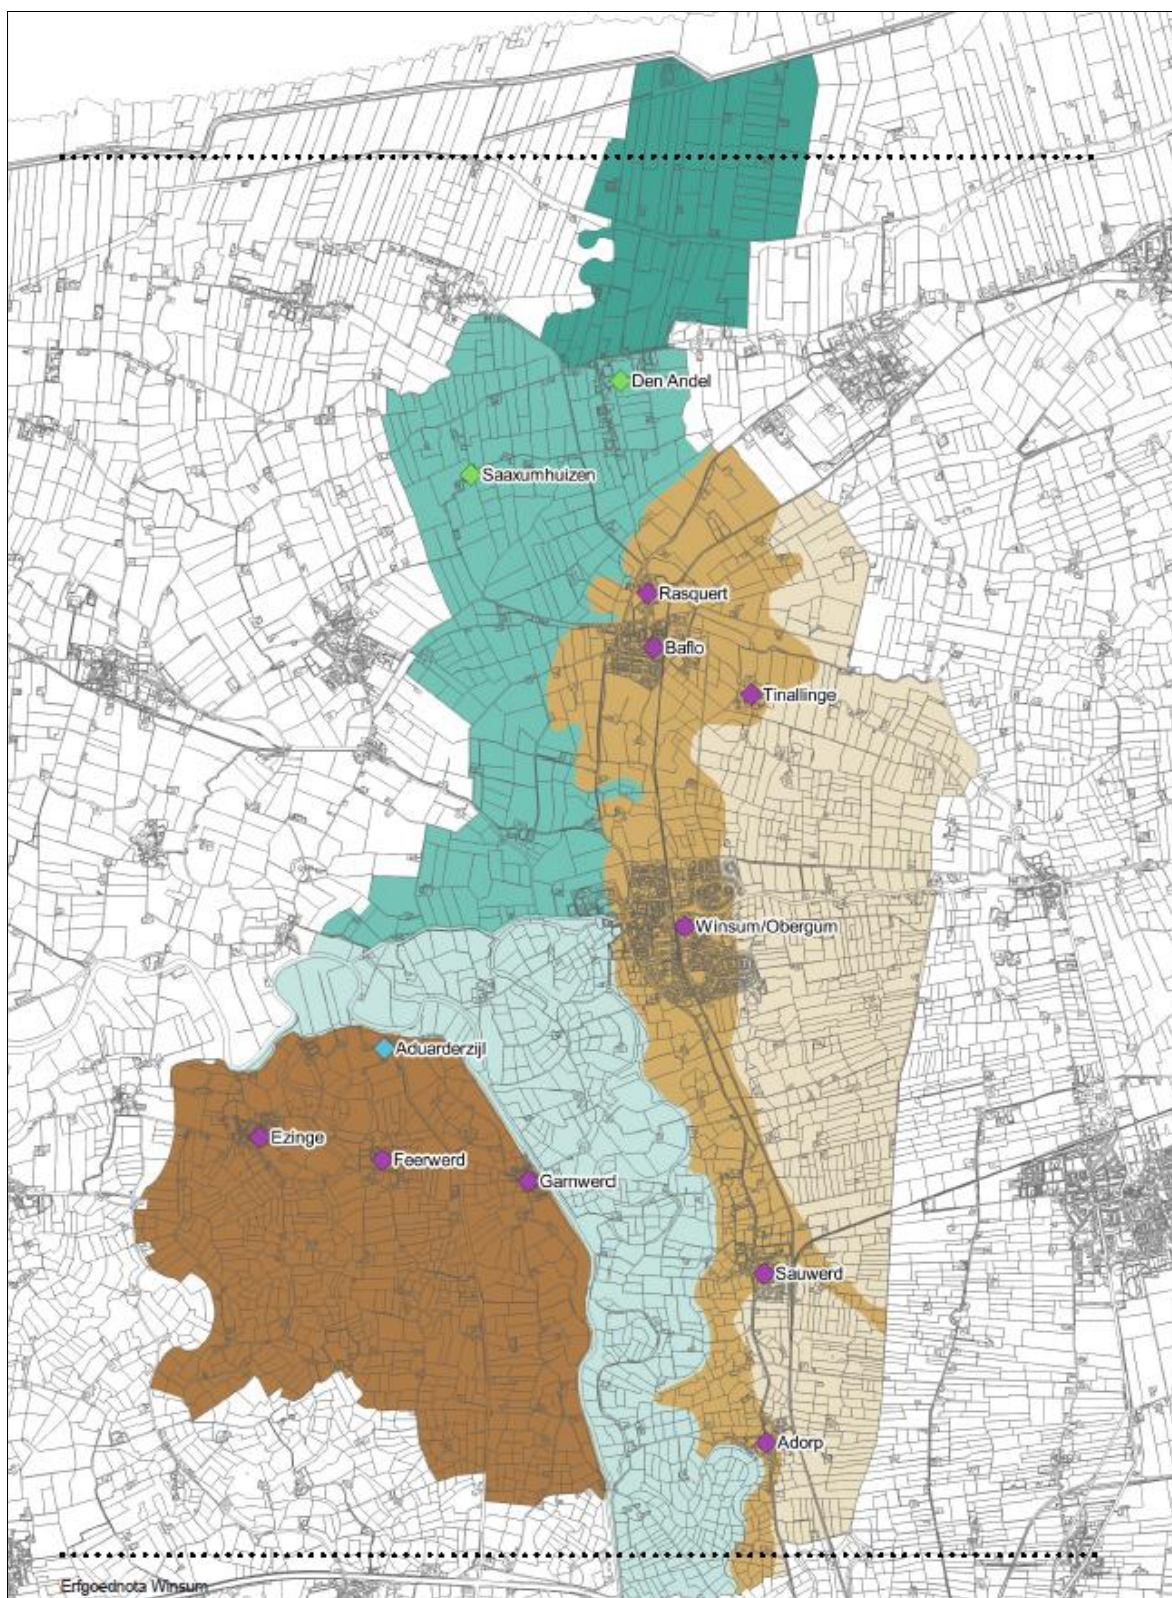 Den Andel
Saaxumhuizen
Rasquert
Baflo
Tinallinge
Winsum/Obergum
Aduarderzijl
Ezinge
Feerwerd
Garnwerd
Sauwerd
Adorp
Erfgoednota Winsum